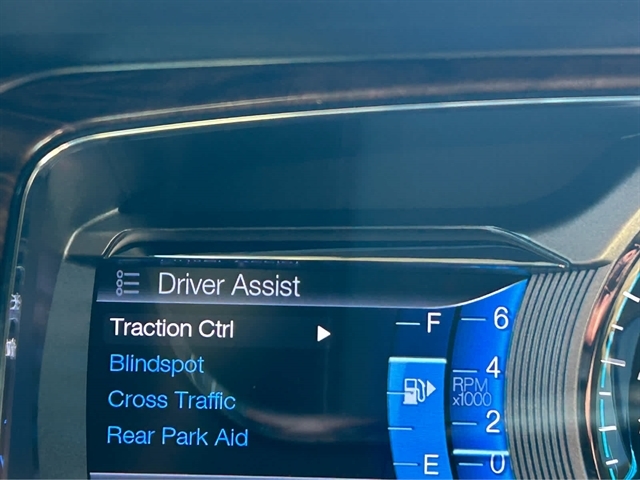 Driver Assist
Traction Ctrl
Blindspot
Cross Traffic
Rear Park Aid
F
E
6
4
RPM
x1000
2
0